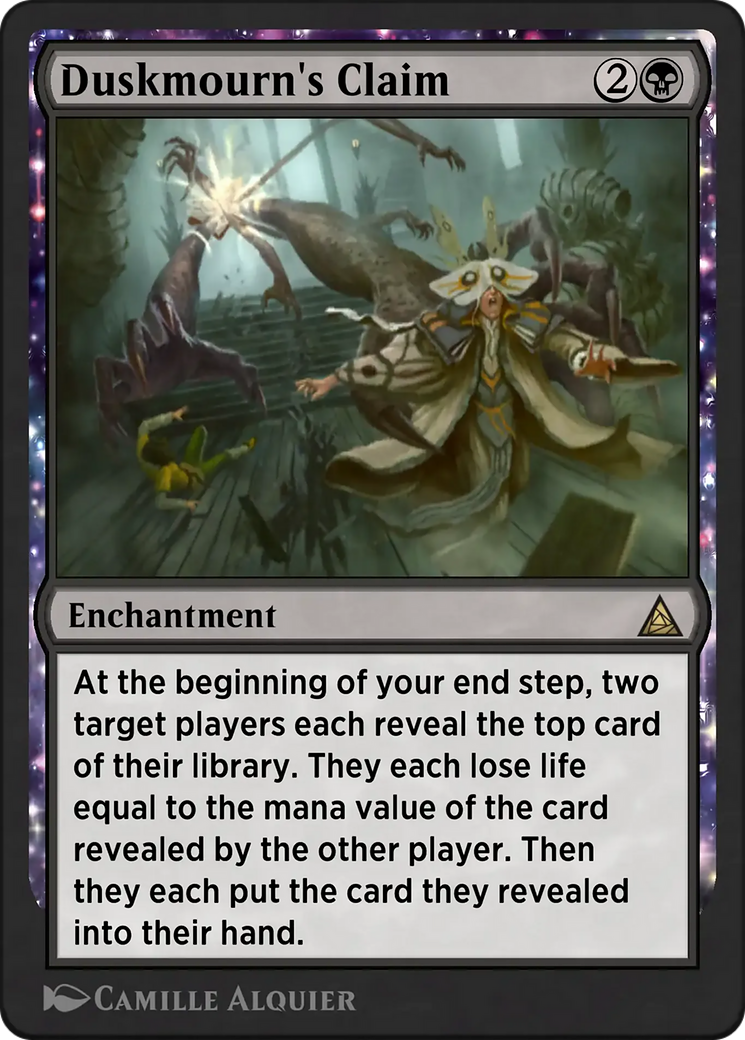 Duskmourn's Claim 2
Enchantment
At the beginning of your end step, two
target players each reveal the top card
of their library. They each lose life
equal to the mana value of the card
revealed by the other player. Then
they each put the card they revealed
into their hand.
Camille Alquier